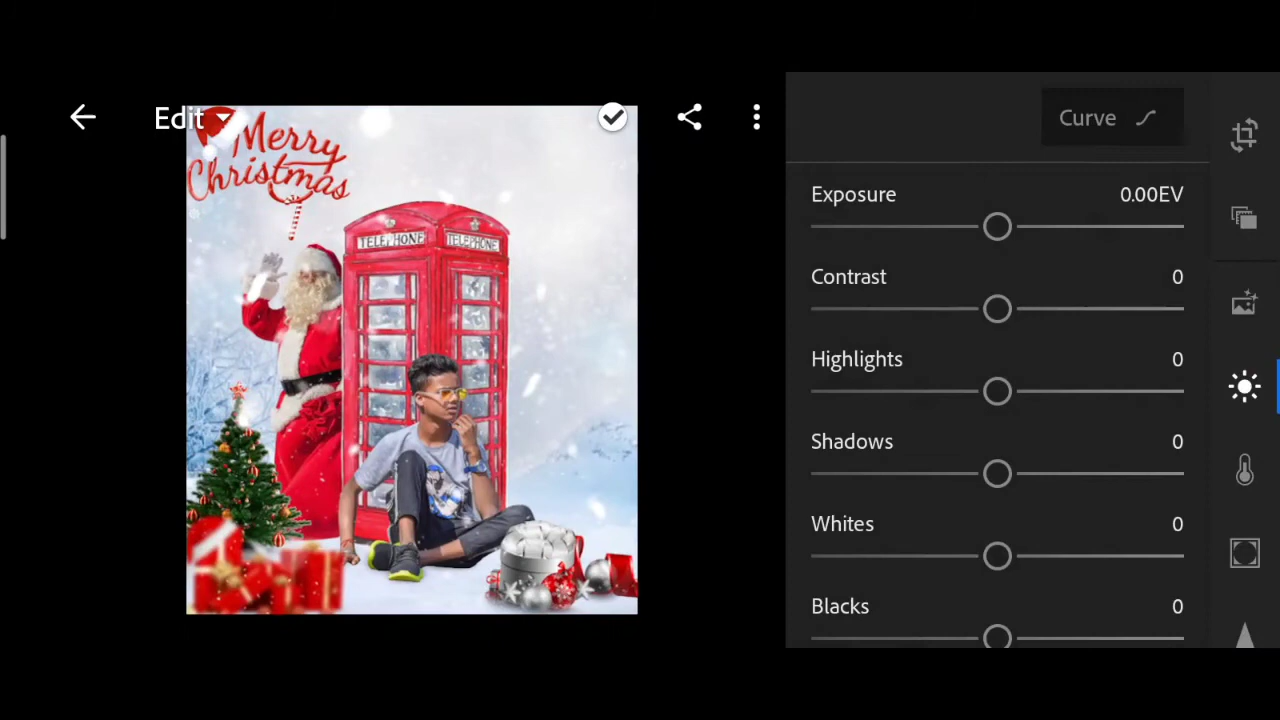 Edit
Curve
Merry
Christmas
TELEPHONE
TELEPHONE
Exposure 0.00EV
Contrast 0
Highlights 0
Shadows 0
Whites 0
Blacks 0